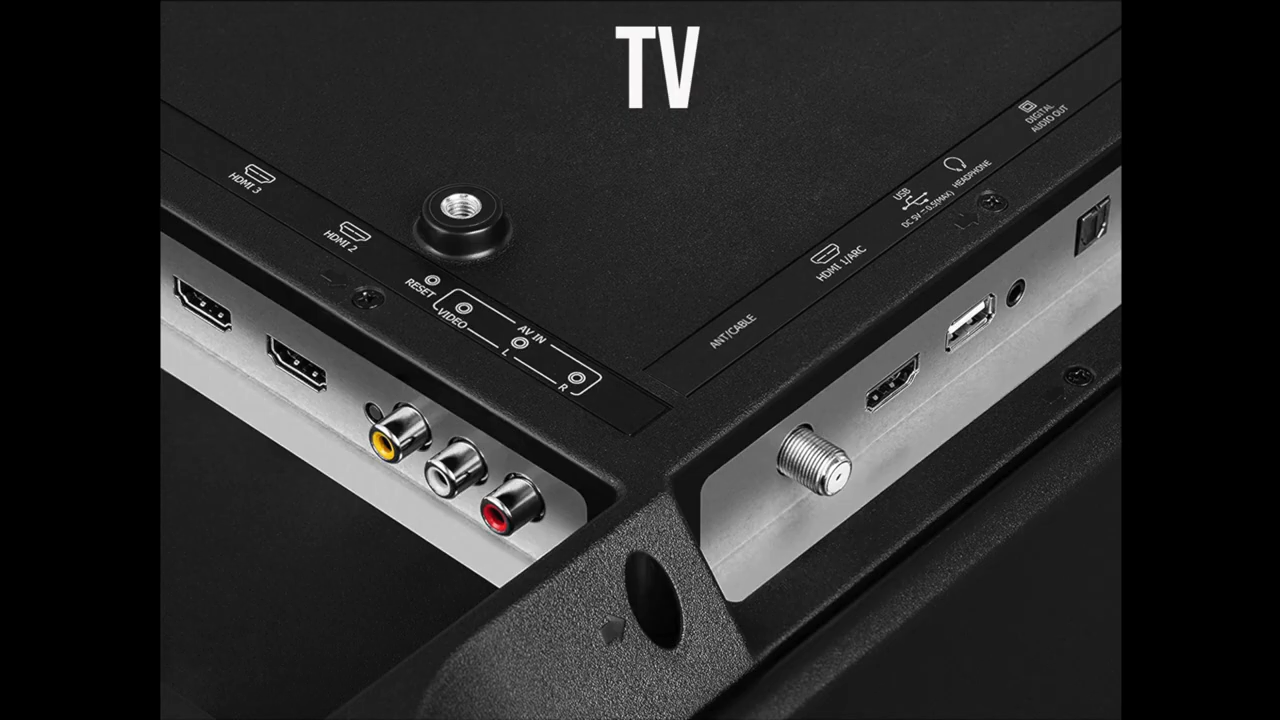 TV
HDMI 3
HDMI 2
RESET
VIDEO
AV IN
L
R
ANT/CABLE
HDMI 1/ARC
USB
DC 5V ⎓ 0.5(MAX)
HEADPHONE
DIGITAL
AUDIO OUT